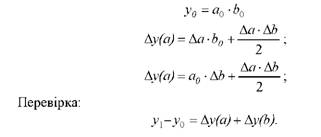 y₀ = a₀ · b₀
Δy(a) = Δa · b₀ + Δa · Δb / 2 ;
Δy(a) = a₀ · Δb + Δa · Δb / 2 ;
Перевірка:
y₁–y₀ = Δy(a) + Δy(b).